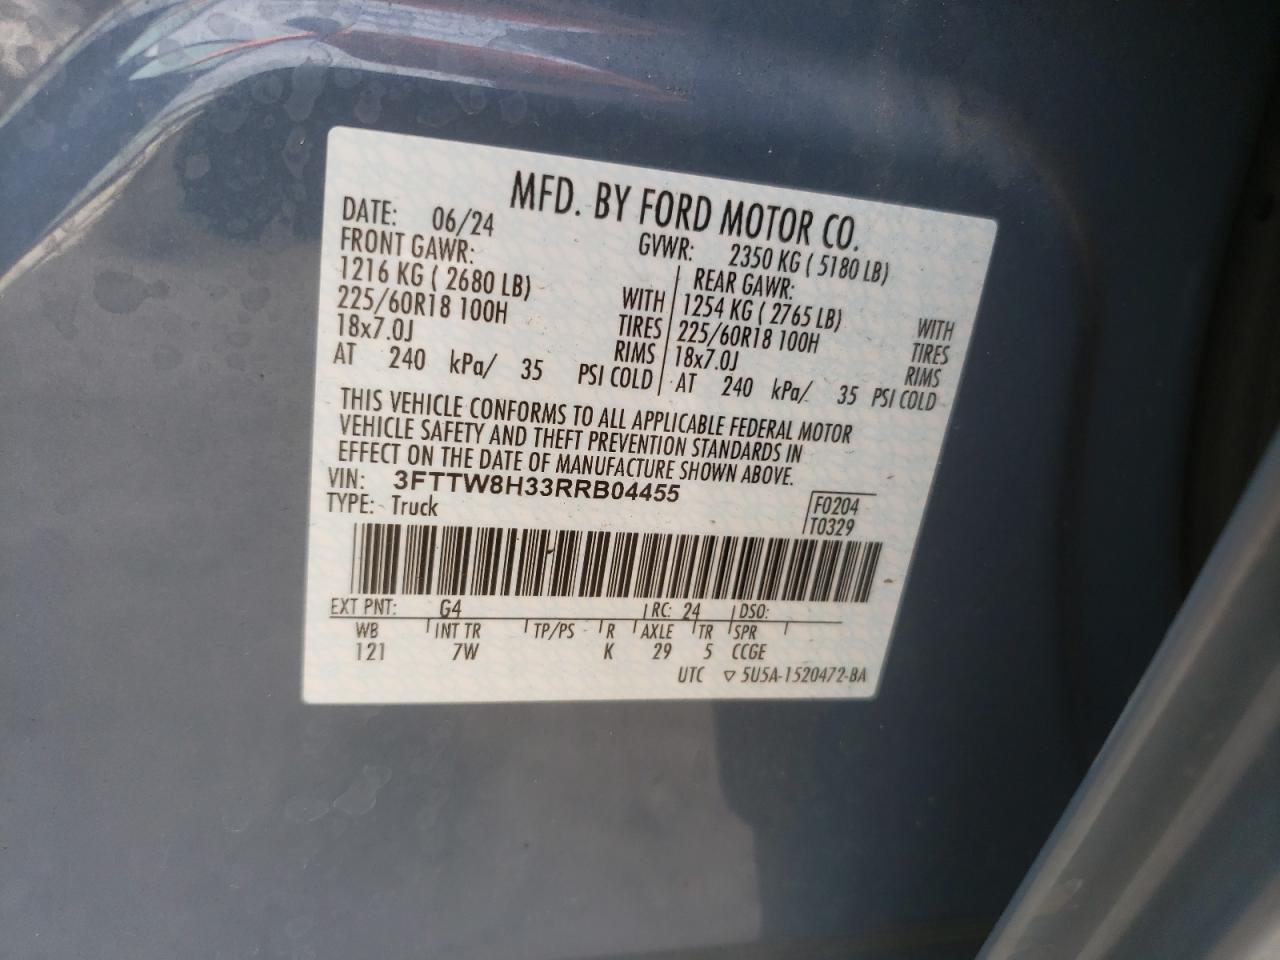 MFD. BY FORD MOTOR CO.
DATE: 06/24 GVWR: 2350 KG ( 5180 LB)
FRONT GAWR: REAR GAWR:
1216 KG ( 2680 LB) WITH 1254 KG ( 2765 LB) WITH
225/60R18 100H TIRES 225/60R18 100H TIRES
18x7.0J RIMS 18x7.0J RIMS
AT 240 kPa/ 35 PSI COLD AT 240 kPa/ 35 PSI COLD
THIS VEHICLE CONFORMS TO ALL APPLICABLE FEDERAL MOTOR
VEHICLE SAFETY AND THEFT PREVENTION STANDARDS IN
EFFECT ON THE DATE OF MANUFACTURE SHOWN ABOVE.
VIN: 3FTTW8H33RRB04455
TYPE: Truck
F0204
T0329
EXT PNT: G4 RC: 24 DSO:
WB INT TR TP/PS R AXLE TR SPR
121 7W K 29 5 CCGE
UTC ▽ 5U5A-1520472-BA